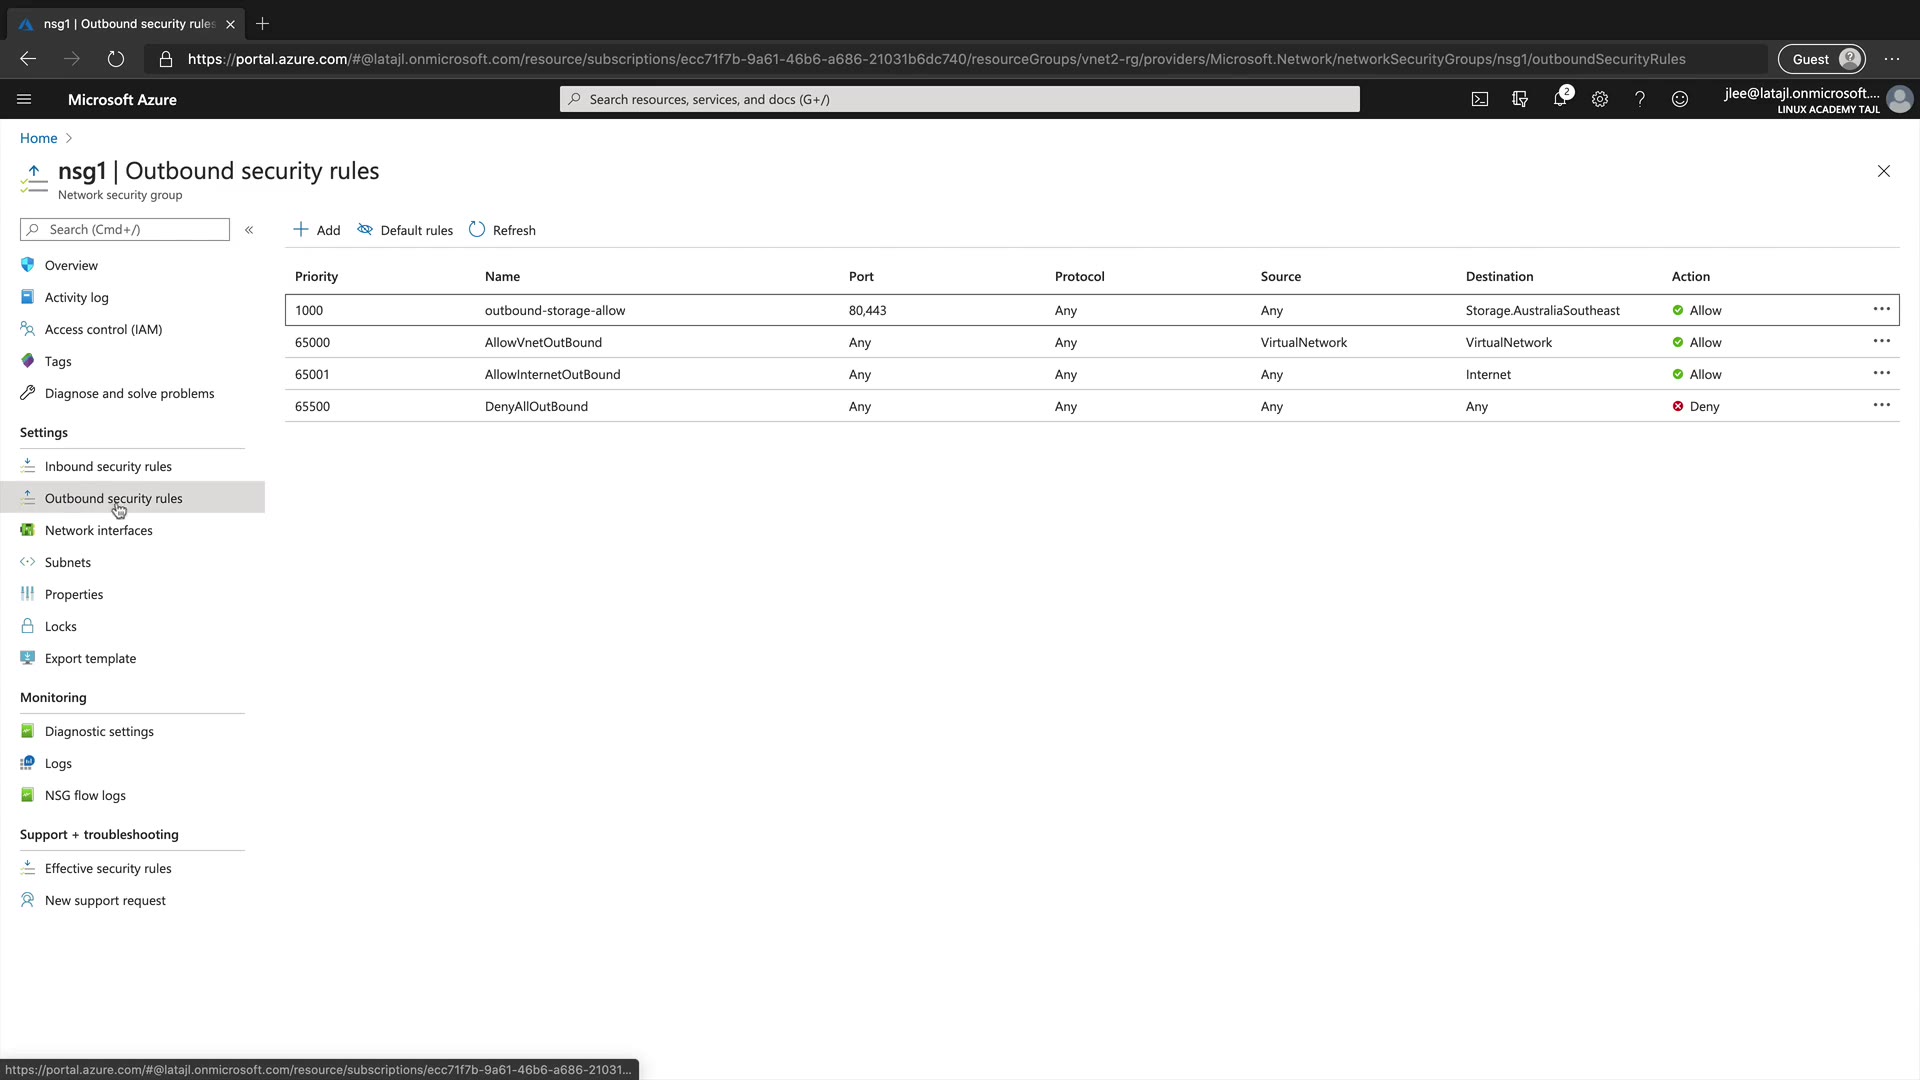 nsg1 | Outbound security rules
https://portal.azure.com/#@latajl.onmicrosoft.com/resource/subscriptions/ecc71f7b-9a61-46b6-a686-21031b6dc740/resourceGroups/vnet2-rg/providers/Microsoft.Network/networkSecurityGroups/nsg1/outboundSecurityRules
Guest
Microsoft Azure
Search resources, services, and docs (G+/)
2
jlee@latajl.onmicrosoft....
LINUX ACADEMY TAJL
Home >
nsg1 | Outbound security rules
Network security group
Search (Cmd+/)
«
Add
Default rules
Refresh
Overview
Activity log
Access control (IAM)
Tags
Diagnose and solve problems
Settings
Inbound security rules
Outbound security rules
Network interfaces
Subnets
Properties
Locks
Export template
Monitoring
Diagnostic settings
Logs
NSG flow logs
Support + troubleshooting
Effective security rules
New support request
Priority Name Port Protocol Source Destination Action
1000 outbound-storage-allow 80,443 Any Any Storage.AustraliaSoutheast Allow
65000 AllowVnetOutBound Any Any VirtualNetwork VirtualNetwork Allow
65001 AllowInternetOutBound Any Any Any Internet Allow
65500 DenyAllOutBound Any Any Any Any Deny
https://portal.azure.com/#@latajl.onmicrosoft.com/resource/subscriptions/ecc71f7b-9a61-46b6-a686-21031...